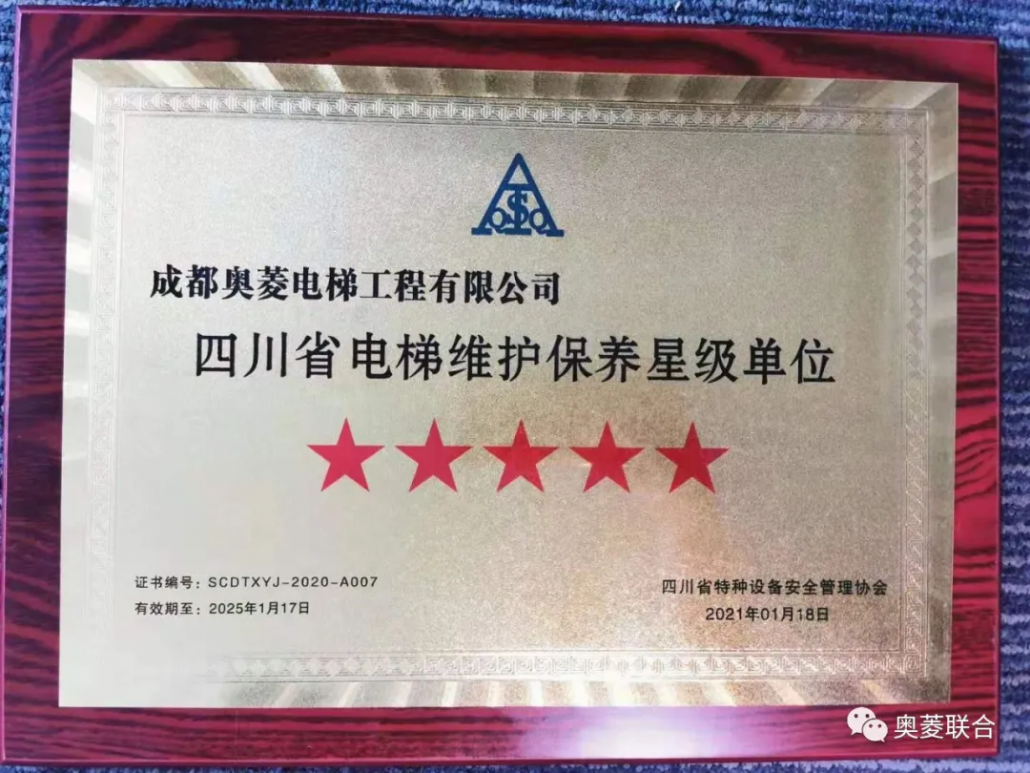 成都奥菱电梯工程有限公司
四川省电梯维护保养星级单位
证书编号：SCDTXYJ-2020-A007
有效期至：2025年1月17日
四川省特种设备安全管理协会
2021年01月18日
奥菱联合